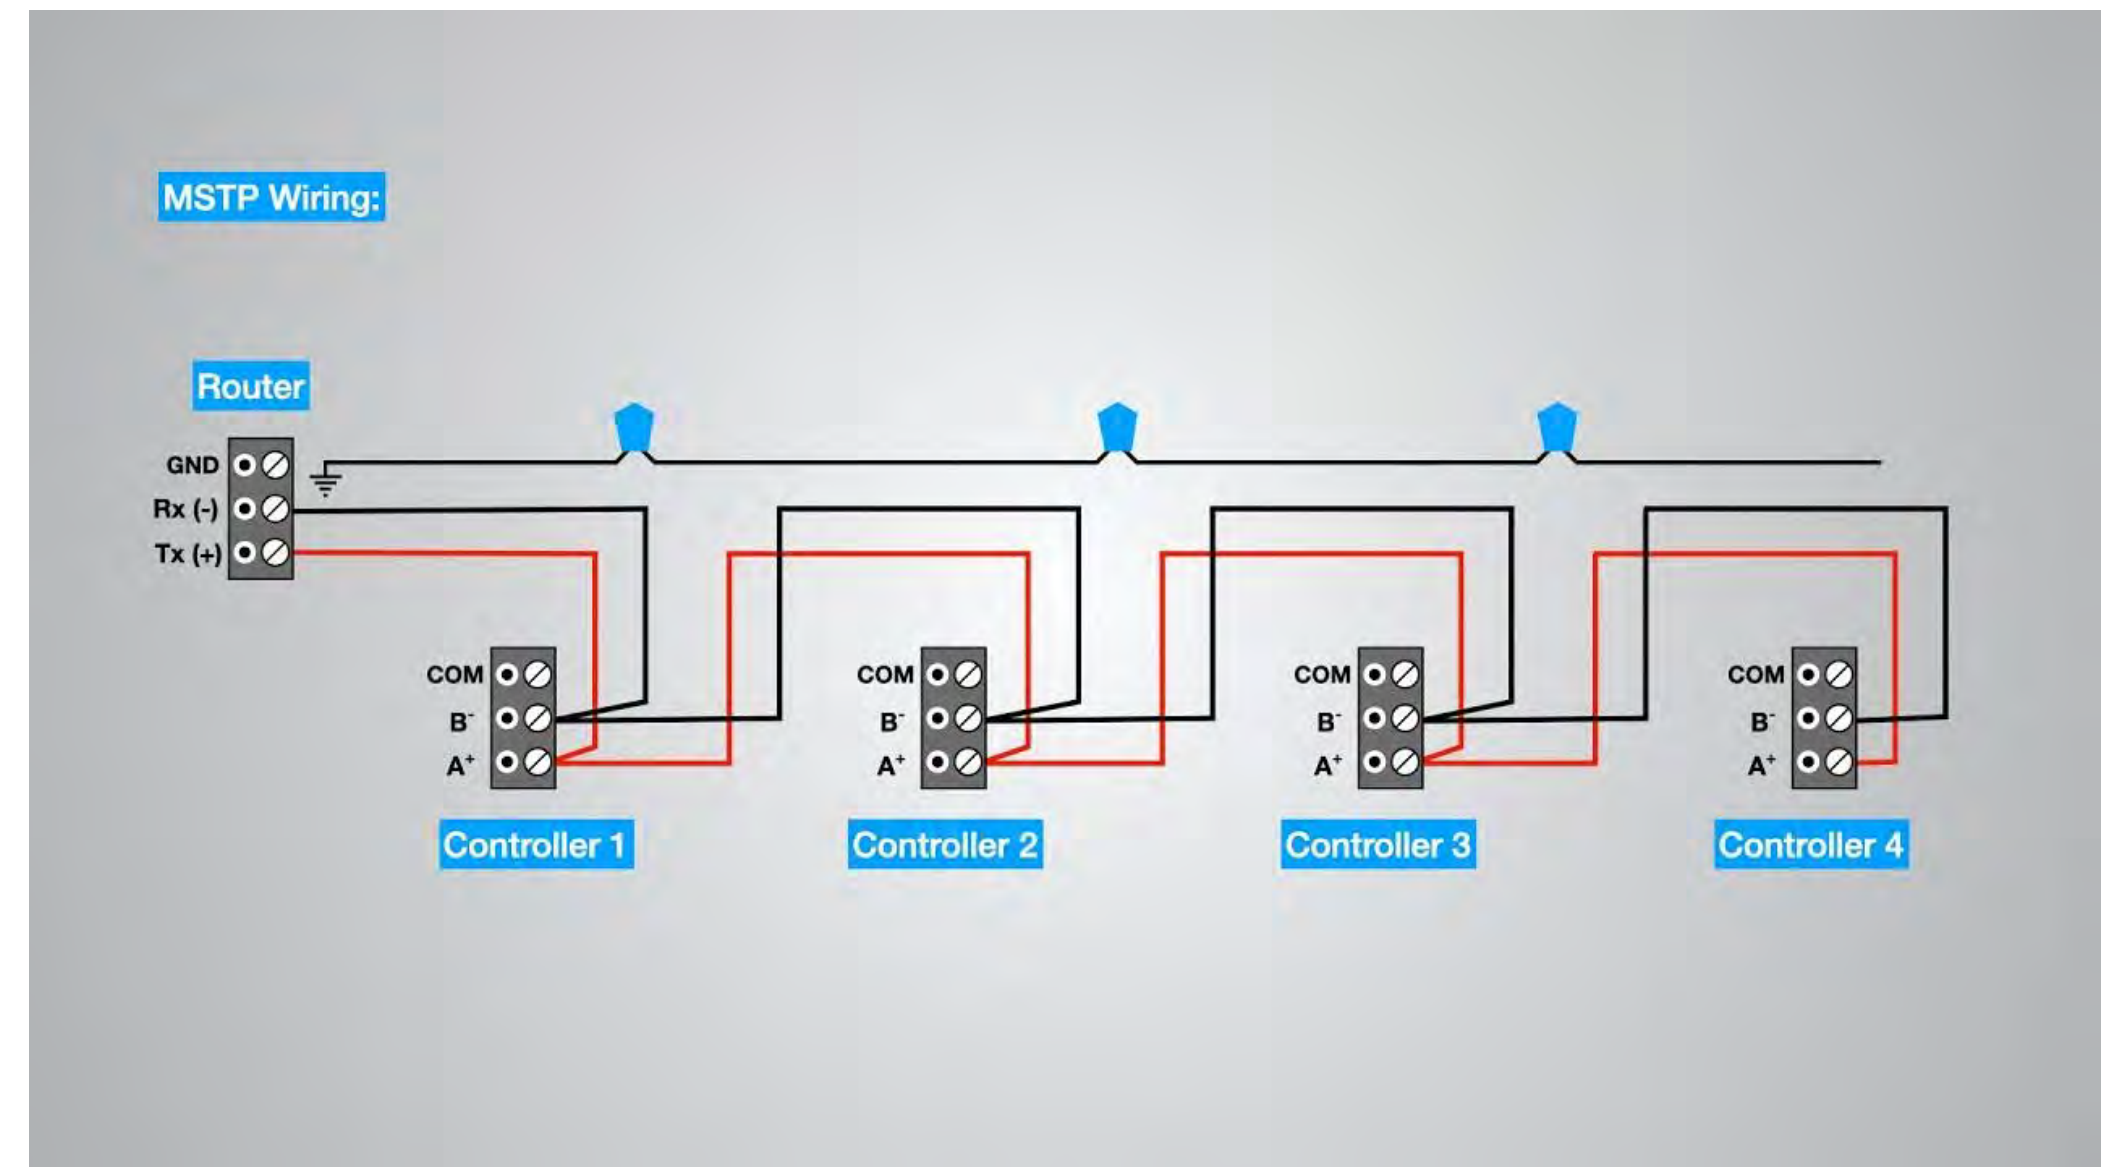 MSTP Wiring:
Router
GND
Rx (-)
Tx (+)
COM
B-
A+
Controller 1
COM
B-
A+
Controller 2
COM
B-
A+
Controller 3
COM
B-
A+
Controller 4